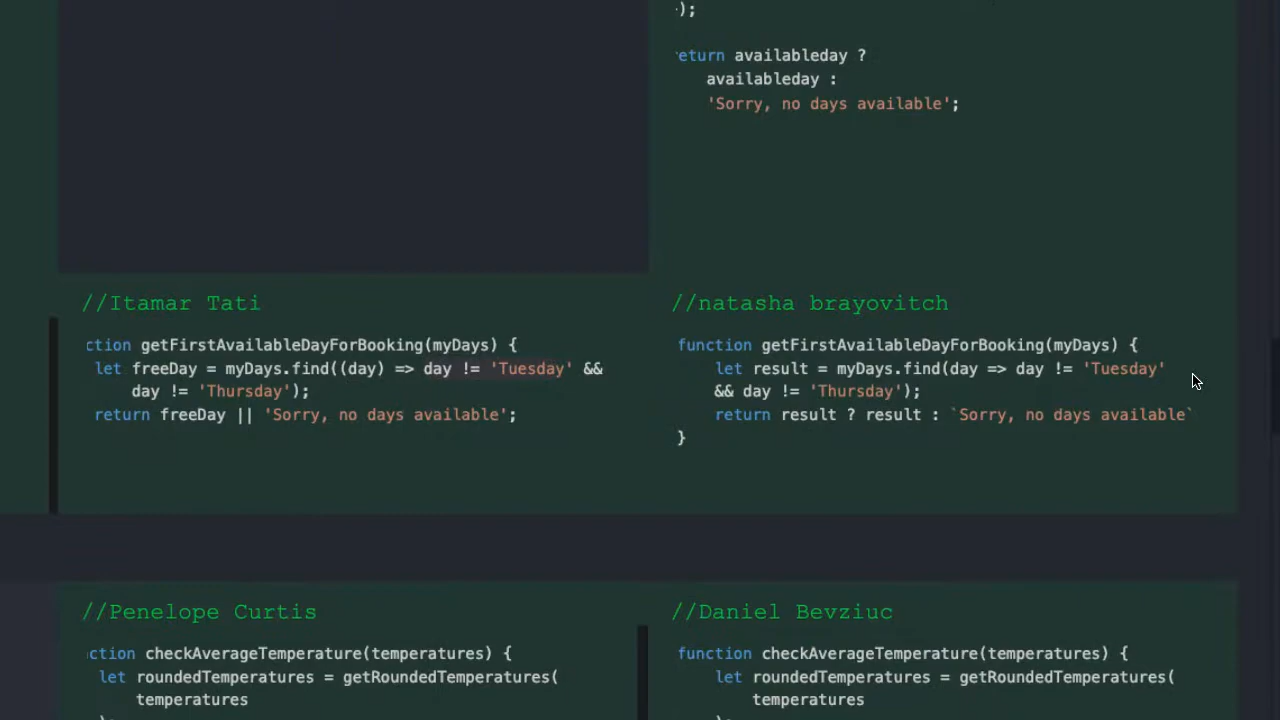 );
eturn availableday ?
availableday :
'Sorry, no days available';
//Itamar Tati
ction getFirstAvailableDayForBooking(myDays) {
let freeDay = myDays.find((day) => day != 'Tuesday' &&
day != 'Thursday');
return freeDay || 'Sorry, no days available';
//natasha brayovitch
function getFirstAvailableDayForBooking(myDays) {
let result = myDays.find(day => day != 'Tuesday'
&& day != 'Thursday');
return result ? result : `Sorry, no days available`
}
//Penelope Curtis
ction checkAverageTemperature(temperatures) {
let roundedTemperatures = getRoundedTemperatures(
temperatures
//Daniel Bevziuc
function checkAverageTemperature(temperatures) {
let roundedTemperatures = getRoundedTemperatures(
temperatures